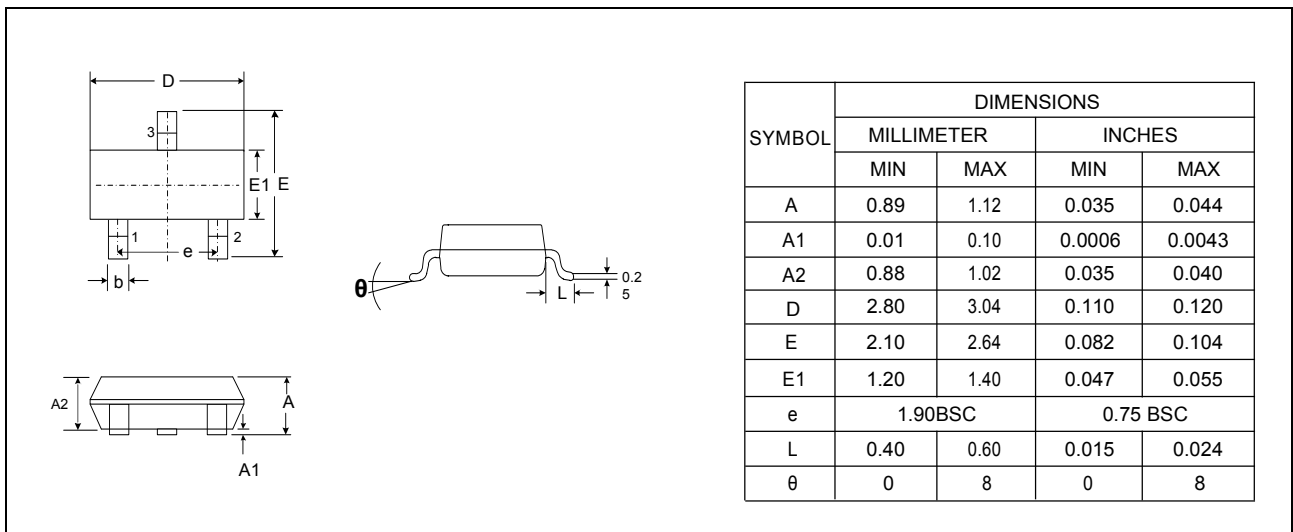 D
3
E1 E
1 2
e
b
θ
L
0.2
5
A2
A
A1
DIMENSIONS
SYMBOL MILLIMETER INCHES
MIN MAX MIN MAX
A 0.89 1.12 0.035 0.044
A1 0.01 0.10 0.0006 0.0043
A2 0.88 1.02 0.035 0.040
D 2.80 3.04 0.110 0.120
E 2.10 2.64 0.082 0.104
E1 1.20 1.40 0.047 0.055
e 1.90BSC 0.75 BSC
L 0.40 0.60 0.015 0.024
θ 0 8 0 8